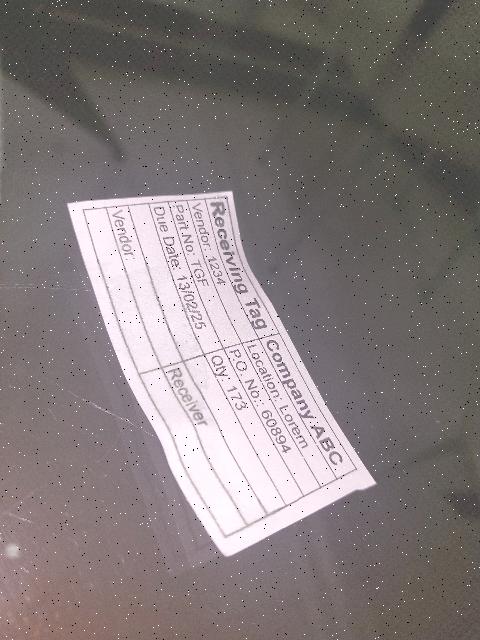 Receiving Tag Company ABC
Vendor: 1234 Location: Lorem
Part.No: TGF P.O. No.: 60894
Due Date: 13/02/25 Qty 173
Vendor: Receiver